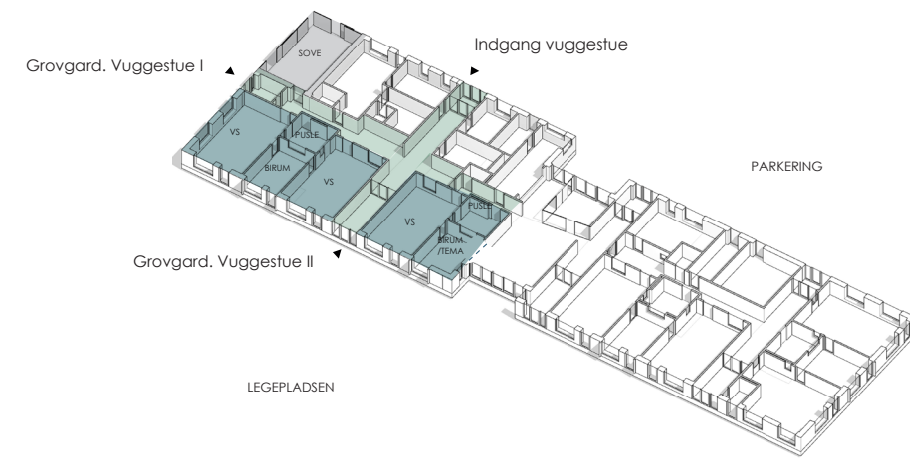 Indgang vuggestue
SOVE
Grovgard. Vuggestue I
VS
PUSLE
BIRUM
VS
PARKERING
PUSLE
VS
BIRUM
/TEMA
Grovgard. Vuggestue II
LEGEPLADSEN